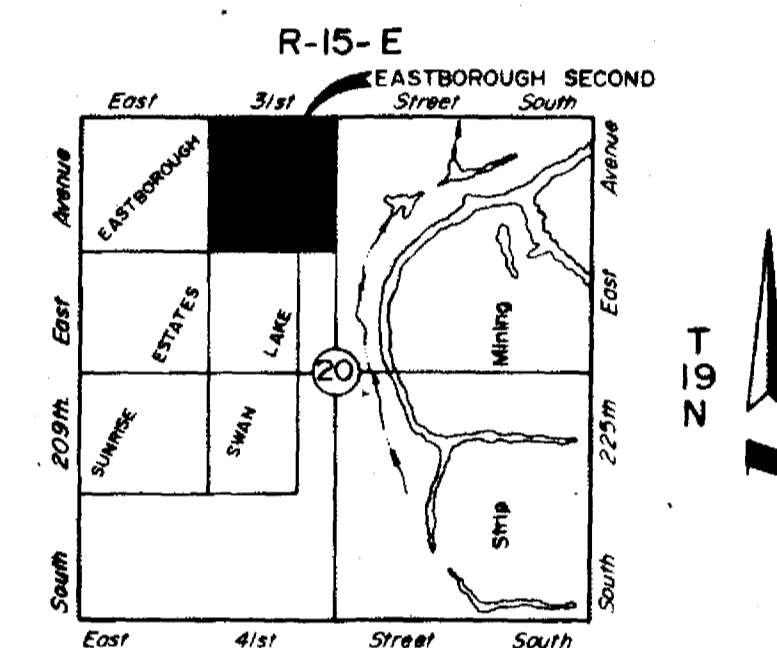 R-15-E
EASTBOROUGH SECOND
East 31st Street South
EASTBOROUGH
South 209th. East Avenue
SUNRISE ESTATES
SWAN LAKE
20
Strip Mining
South 225th East Avenue
T
19
N
East 41st Street South